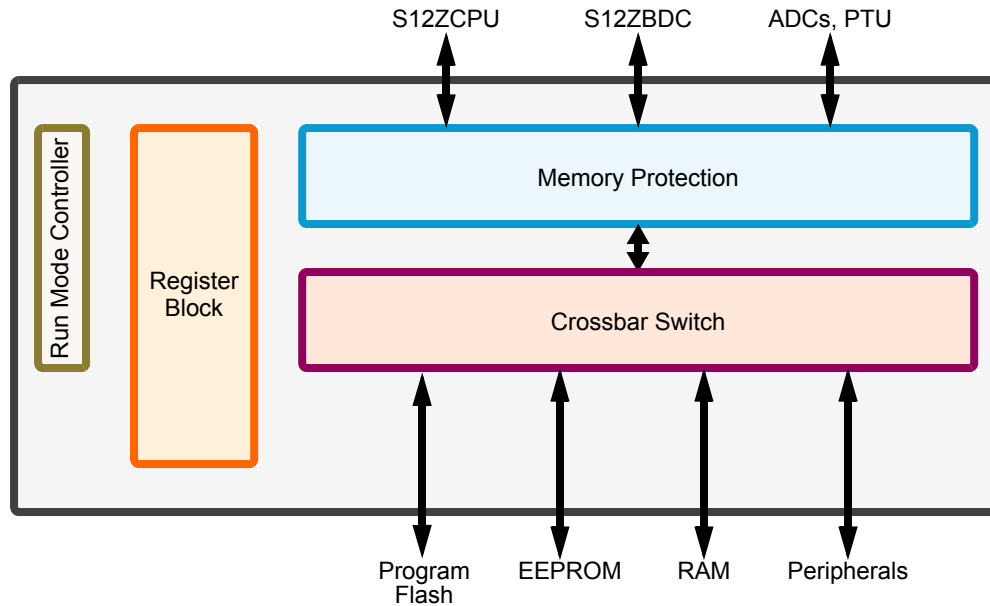 S12ZCPU
S12ZBDC
ADCs, PTU
Run Mode Controller
Register
Block
Memory Protection
Crossbar Switch
Program
Flash
EEPROM
RAM
Peripherals